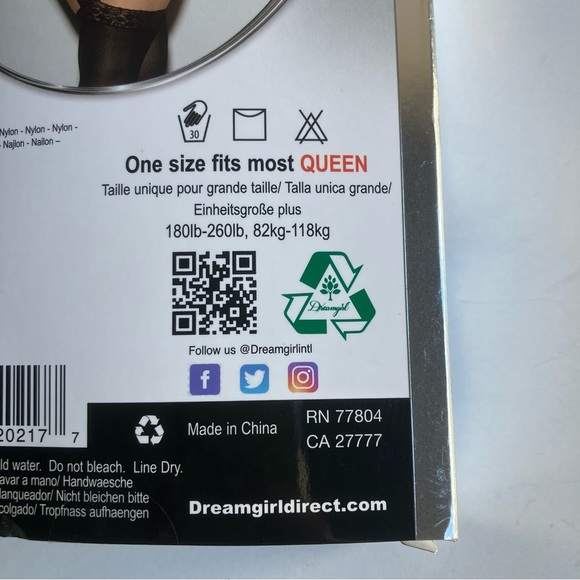 Nylon - Nylon - Nylon -
Najlon - Nailon –
30
One size fits most QUEEN
Taille unique pour grande taille/ Talla unica grande/
Einheitsgroße plus
180lb-260lb, 82kg-118kg
Dreamgirl
Follow us @Dreamgirlintl
20217 7
Made in China
RN 77804
CA 27777
ld water. Do not bleach. Line Dry.
avar a mano/ Handwaesche
lanqueador/ Nicht bleichen bitte
colgado/ Tropfnass aufhaengen
Dreamgirldirect.com